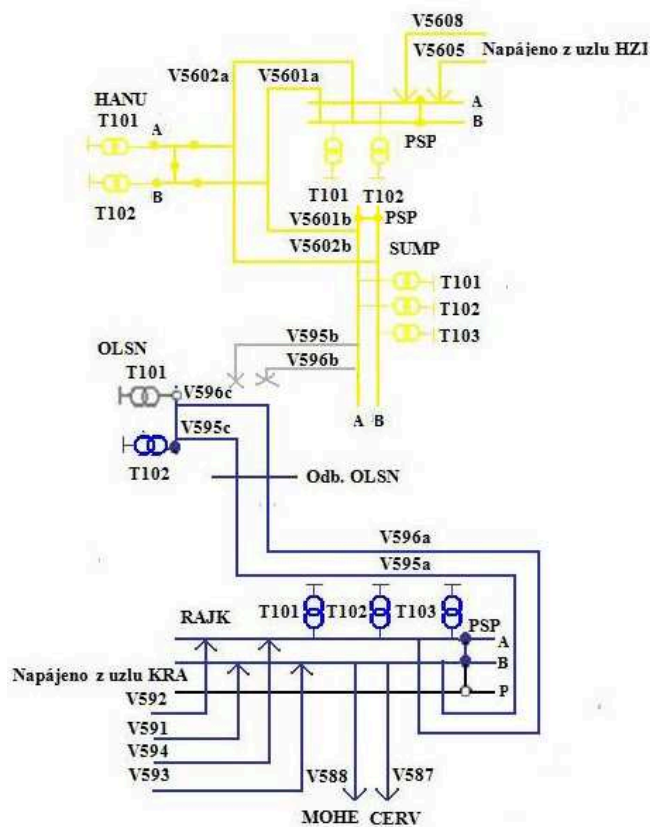 V5608
V5605
Napájeno z uzlu HZI
V5602a
V5601a
HANU
T101
A
A
B
PSP
B
T102
T101
T102
V5601b
PSP
V5602b
SUMP
T101
T102
T103
V595b
OLSN
V596b
T101
V596c
A
B
V595c
T102
Odb. OLSN
V596a
V595a
RAJK
T101
T102
T103
PSP
A
B
Napájeno z uzlu KRA
P
V592
V591
V594
V593
V588
V587
MOHE
CERV